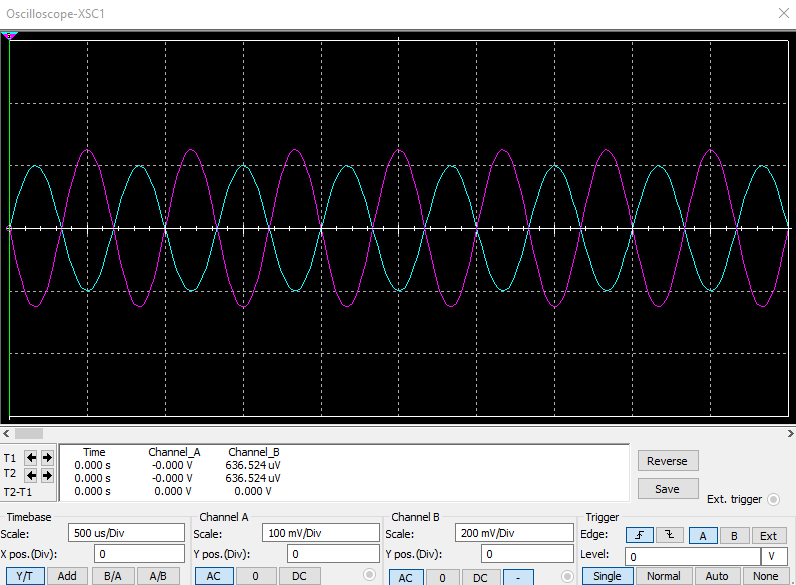 Oscilloscope-XSC1
T1
T2
T2-T1
Time Channel_A Channel_B
0.000 s -0.000 V 636.524 uV
0.000 s -0.000 V 636.524 uV
0.000 s 0.000 V 0.000 V
Reverse
Save
Ext. trigger
Timebase
Scale: 500 us/Div
X pos.(Div): 0
Y/T Add B/A A/B
Channel A
Scale: 100 mV/Div
Y pos.(Div): 0
AC 0 DC
Channel B
Scale: 200 mV/Div
Y pos.(Div): 0
AC 0 DC -
Trigger
Edge: A B Ext
Level: 0 V
Single Normal Auto None